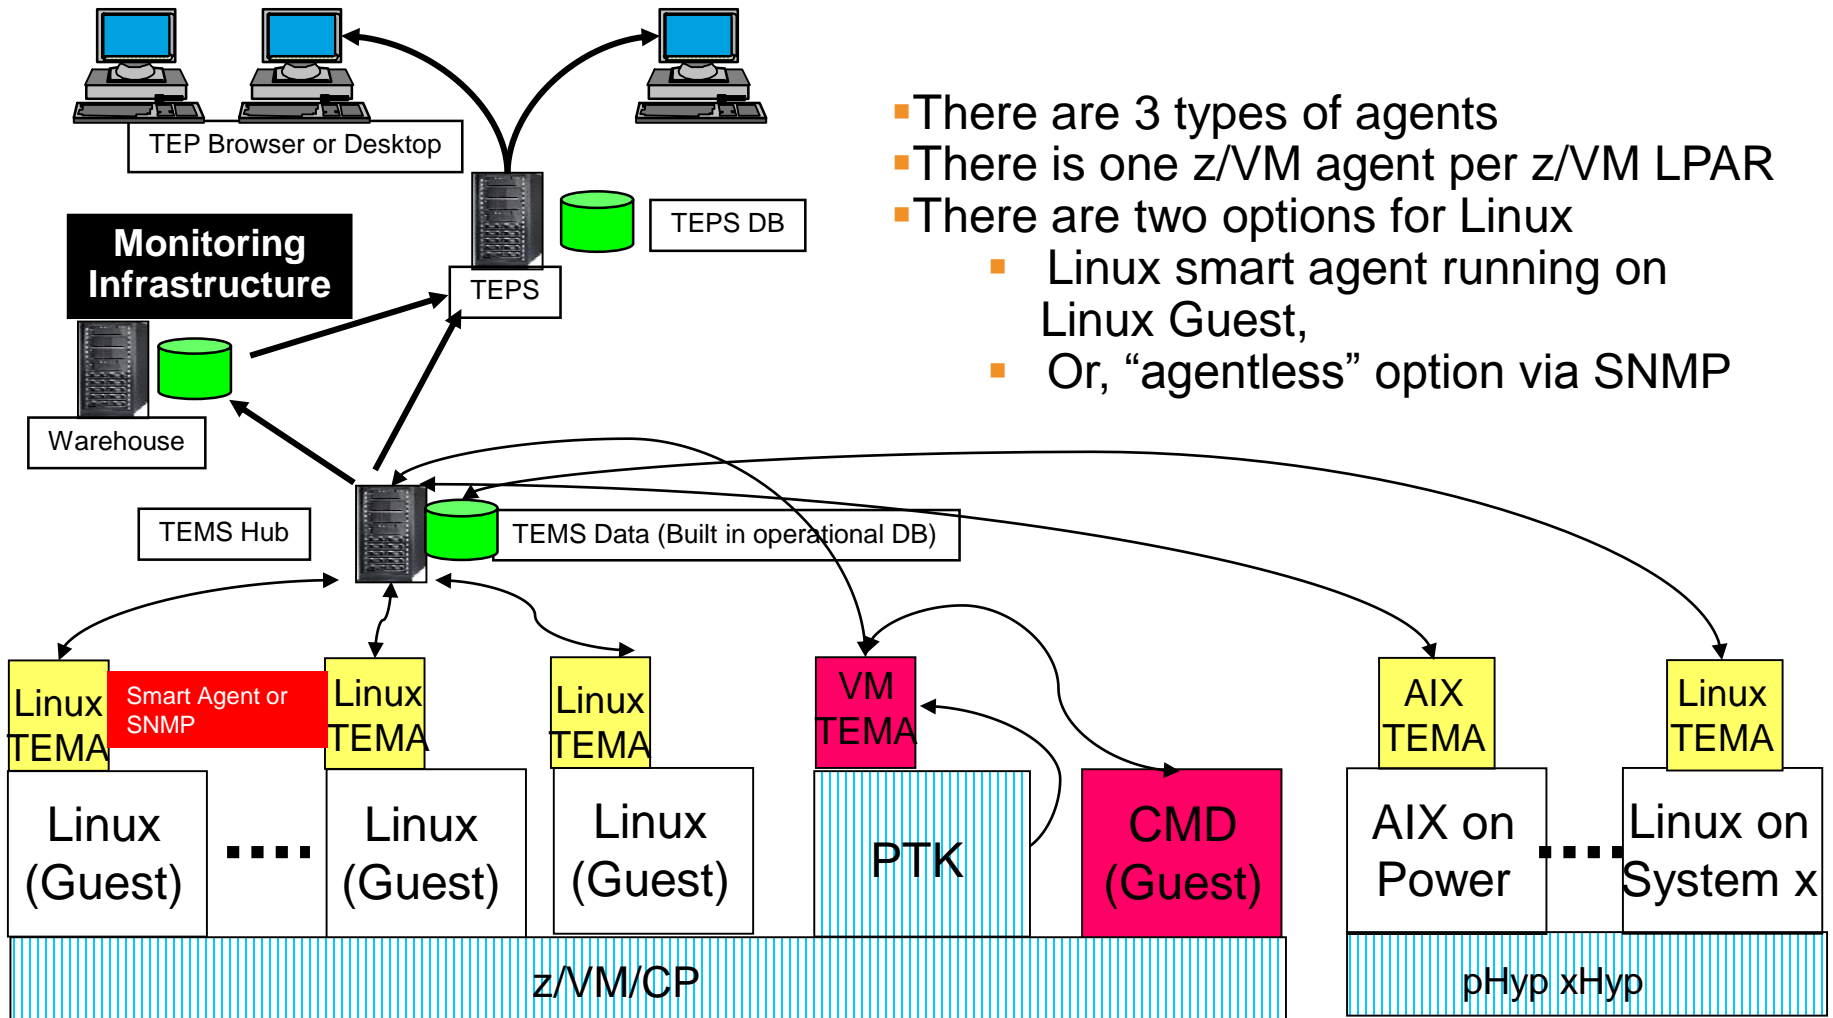 TEP Browser or Desktop
TEPS DB
Monitoring
Infrastructure
TEPS
Warehouse
▪There are 3 types of agents
▪There is one z/VM agent per z/VM LPAR
▪There are two options for Linux
▪ Linux smart agent running on
Linux Guest,
▪ Or, “agentless” option via SNMP
TEMS Hub
TEMS Data (Built in operational DB)
Linux
TEMA
Smart Agent or
SNMP
Linux
TEMA
Linux
TEMA
VM
TEMA
AIX
TEMA
Linux
TEMA
Linux
(Guest)
Linux
(Guest)
Linux
(Guest)
PTK
CMD
(Guest)
AIX on
Power
Linux on
System x
z/VM/CP
pHyp xHyp